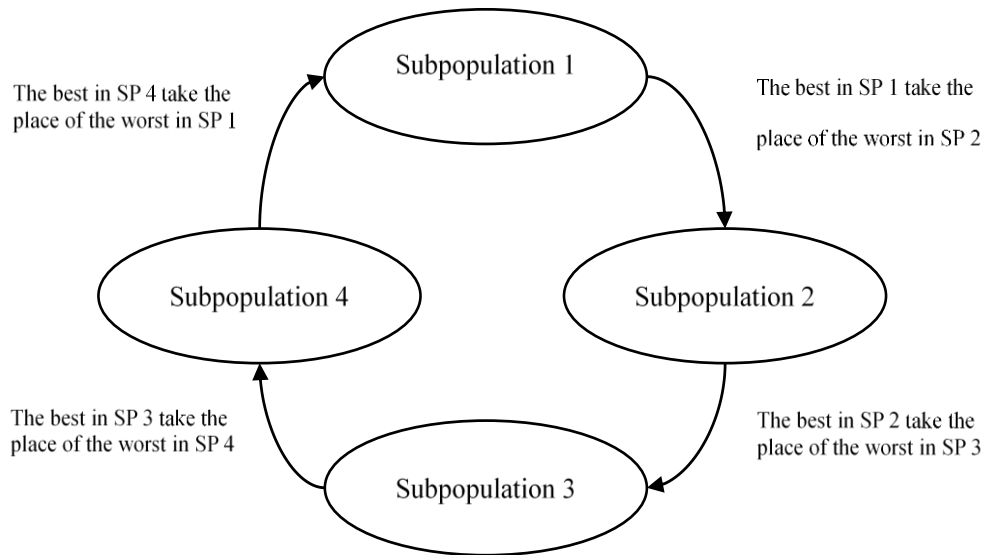 Subpopulation 1
The best in SP 4 take the
place of the worst in SP 1
The best in SP 1 take the
place of the worst in SP 2
Subpopulation 4
Subpopulation 2
The best in SP 3 take the
place of the worst in SP 4
The best in SP 2 take the
place of the worst in SP 3
Subpopulation 3